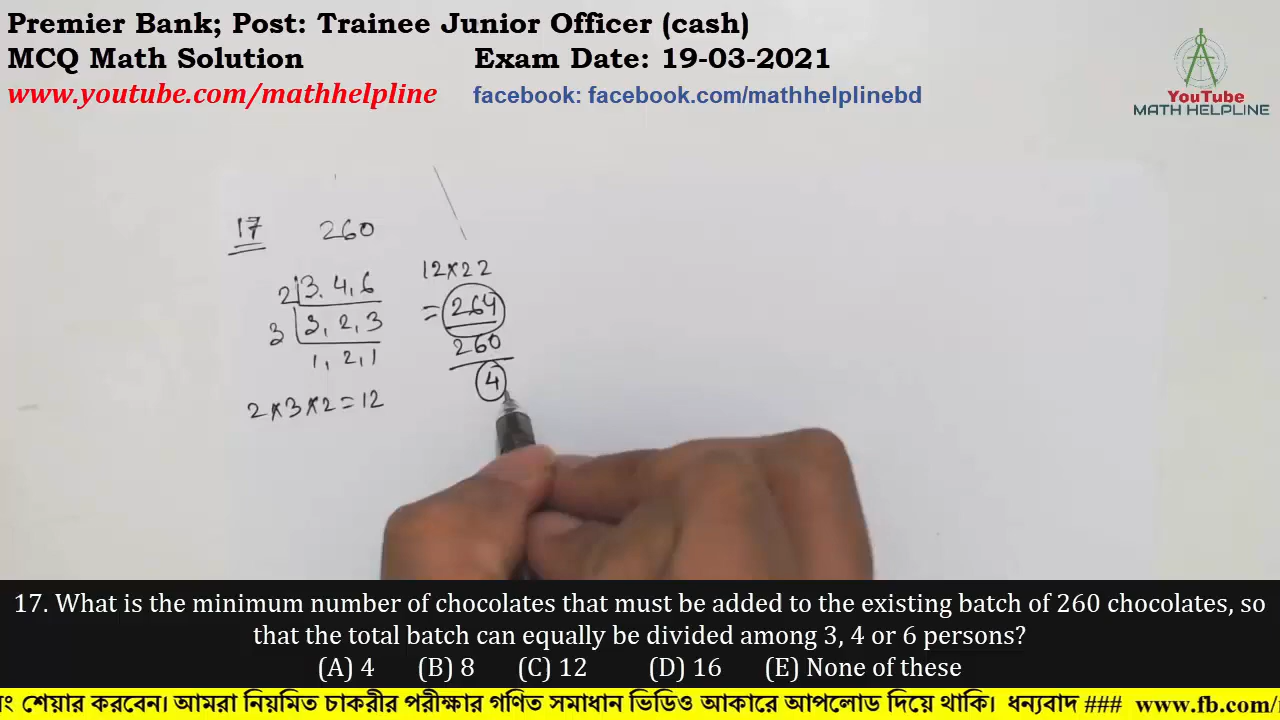 Premier Bank; Post: Trainee Junior Officer (cash)
MCQ Math Solution Exam Date: 19-03-2021
www.youtube.com/mathhelpline facebook: facebook.com/mathhelplinebd
YouTube
MATH HELPLINE
17 260
2 3. 4, 6
3 3, 2, 3
1, 2, 1
2×3×2=12
12×22
=264
260
4
17. What is the minimum number of chocolates that must be added to the existing batch of 260 chocolates, so
that the total batch can equally be divided among 3, 4 or 6 persons?
(A) 4 (B) 8 (C) 12 (D) 16 (E) None of these
শেয়ার করবেন। আমরা নিয়মিত চাকরীর পরীক্ষার গণিত সমাধান ভিডিও আকারে আপলোড দিয়ে থাকি। ধন্যবাদ ### www.fb.com/